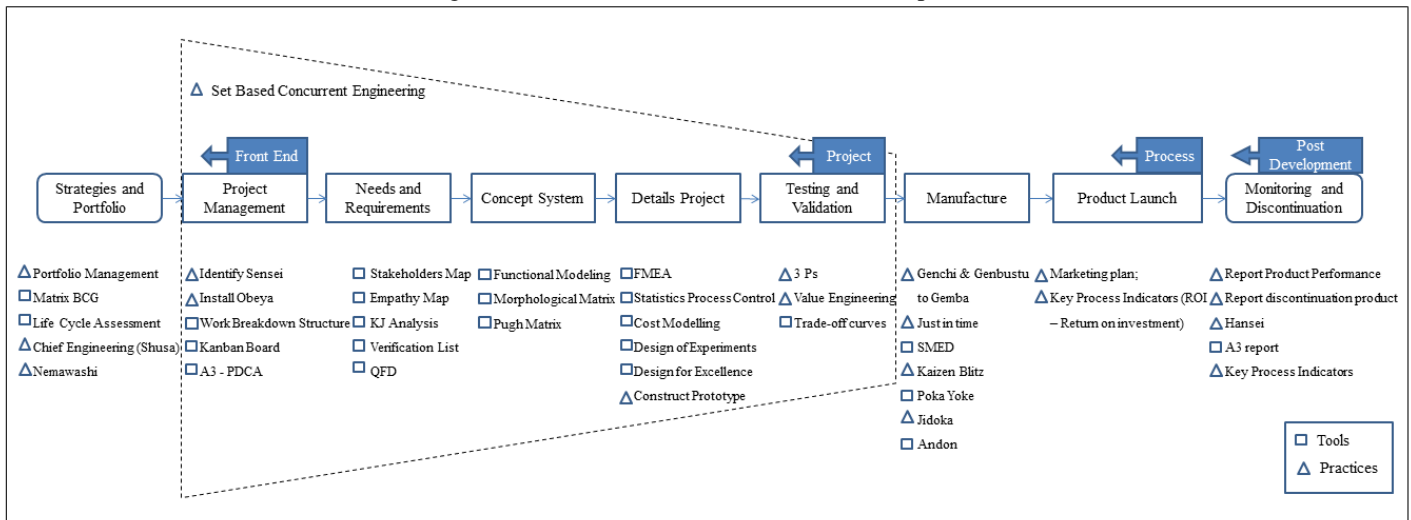 Set Based Concurrent Engineering
Front End
Project
Process
Post
Development
Strategies and
Portfolio
Project
Management
Needs and
Requirements
Concept System
Details Project
Testing and
Validation
Manufacture
Product Launch
Monitoring and
Discontinuation
Portfolio Management
Matrix BCG
Life Cycle Assessment
Chief Engineering (Shusa)
Nemawashi
Identify Sensei
Install Obeya
Work Breakdown Structure
Kanban Board
A3 - PDCA
Stakeholders Map
Empathy Map
KJ Analysis
Verification List
QFD
Functional Modeling
Morphological Matrix
Pugh Matrix
FMEA
Statistics Process Control
Cost Modelling
Design of Experiments
Design for Excellence
Construct Prototype
3 Ps
Value Engineering
Trade-off curves
Genchi & Genbustu
to Gemba
Just in time
SMED
Kaizen Blitz
Poka Yoke
Jidoka
Andon
Marketing plan;
Key Process Indicators (ROI
– Return on investment)
Report Product Performance
Report discontinuation product
Hansei
A3 report
Key Process Indicators
Tools
Practices